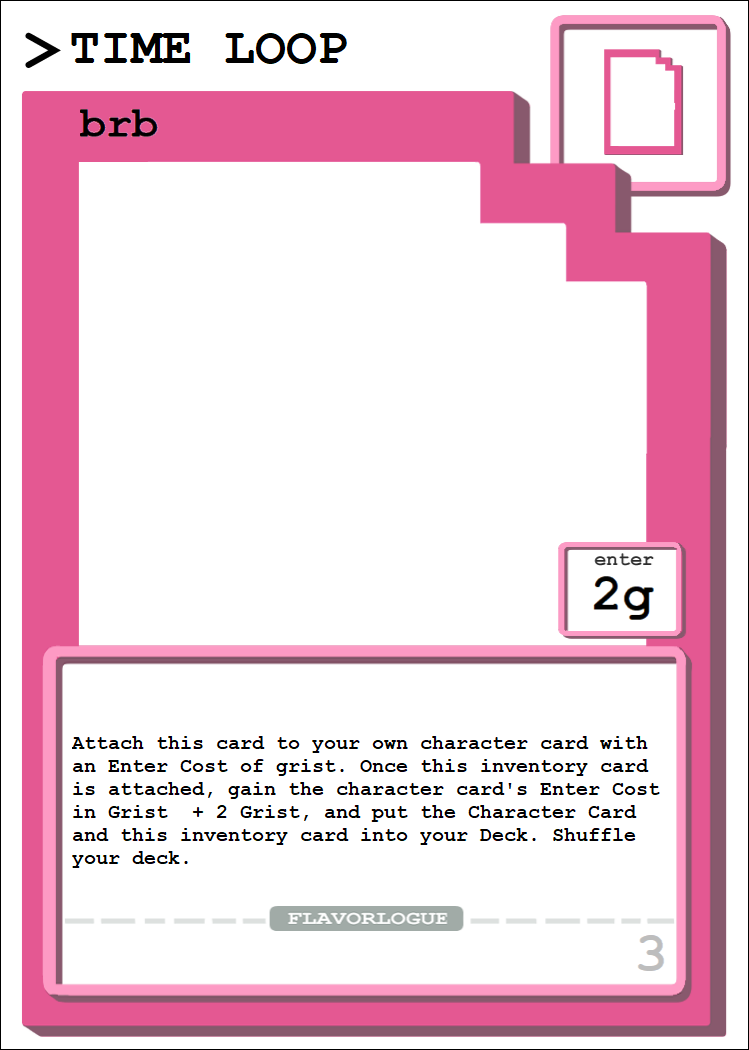 >TIME LOOP
brb
enter
2g
Attach this card to your own character card with
an Enter Cost of grist. Once this inventory card
is attached, gain the character card's Enter Cost
in Grist  + 2 Grist, and put the Character Card
and this inventory card into your Deck. Shuffle
your deck.
FLAVORLOGUE
3